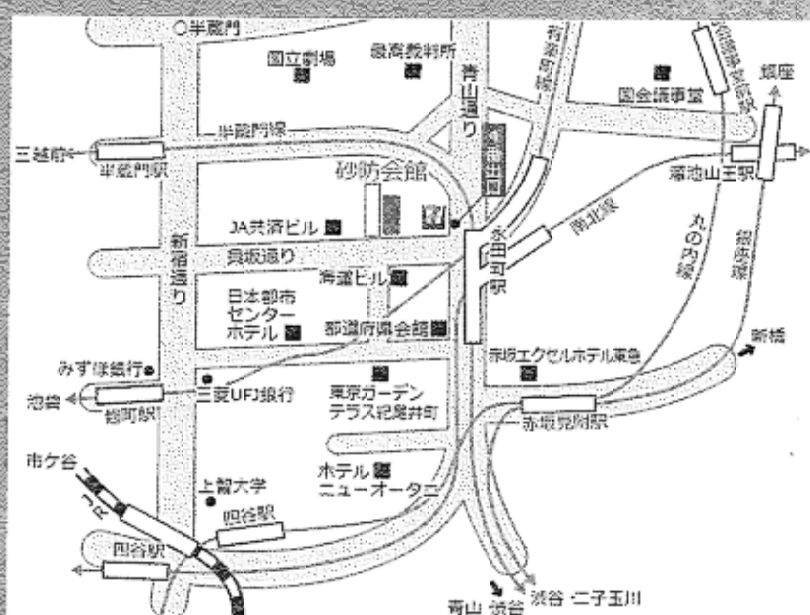 半蔵門
国立劇場
最高裁判所
青山通り
国会議事堂
銀座
半蔵門線
三越前
半蔵門駅
砂防会館
溜池山王駅
JA共済ビル
永田町駅
南北線
丸の内線
銀座線
新宿通り
貝坂通り
海運ビル
日本都市
センター
ホテル
都道府県会館
新橋
赤坂エクセルホテル東急
みずほ銀行
三菱UFJ銀行
池袋
麹町駅
東京ガーデン
テラス紀尾井町
赤坂見附駅
市ケ谷
JR
上智大学
ホテル
ニューオータニ
四谷駅
四谷駅
青山・渋谷
渋谷・二子玉川